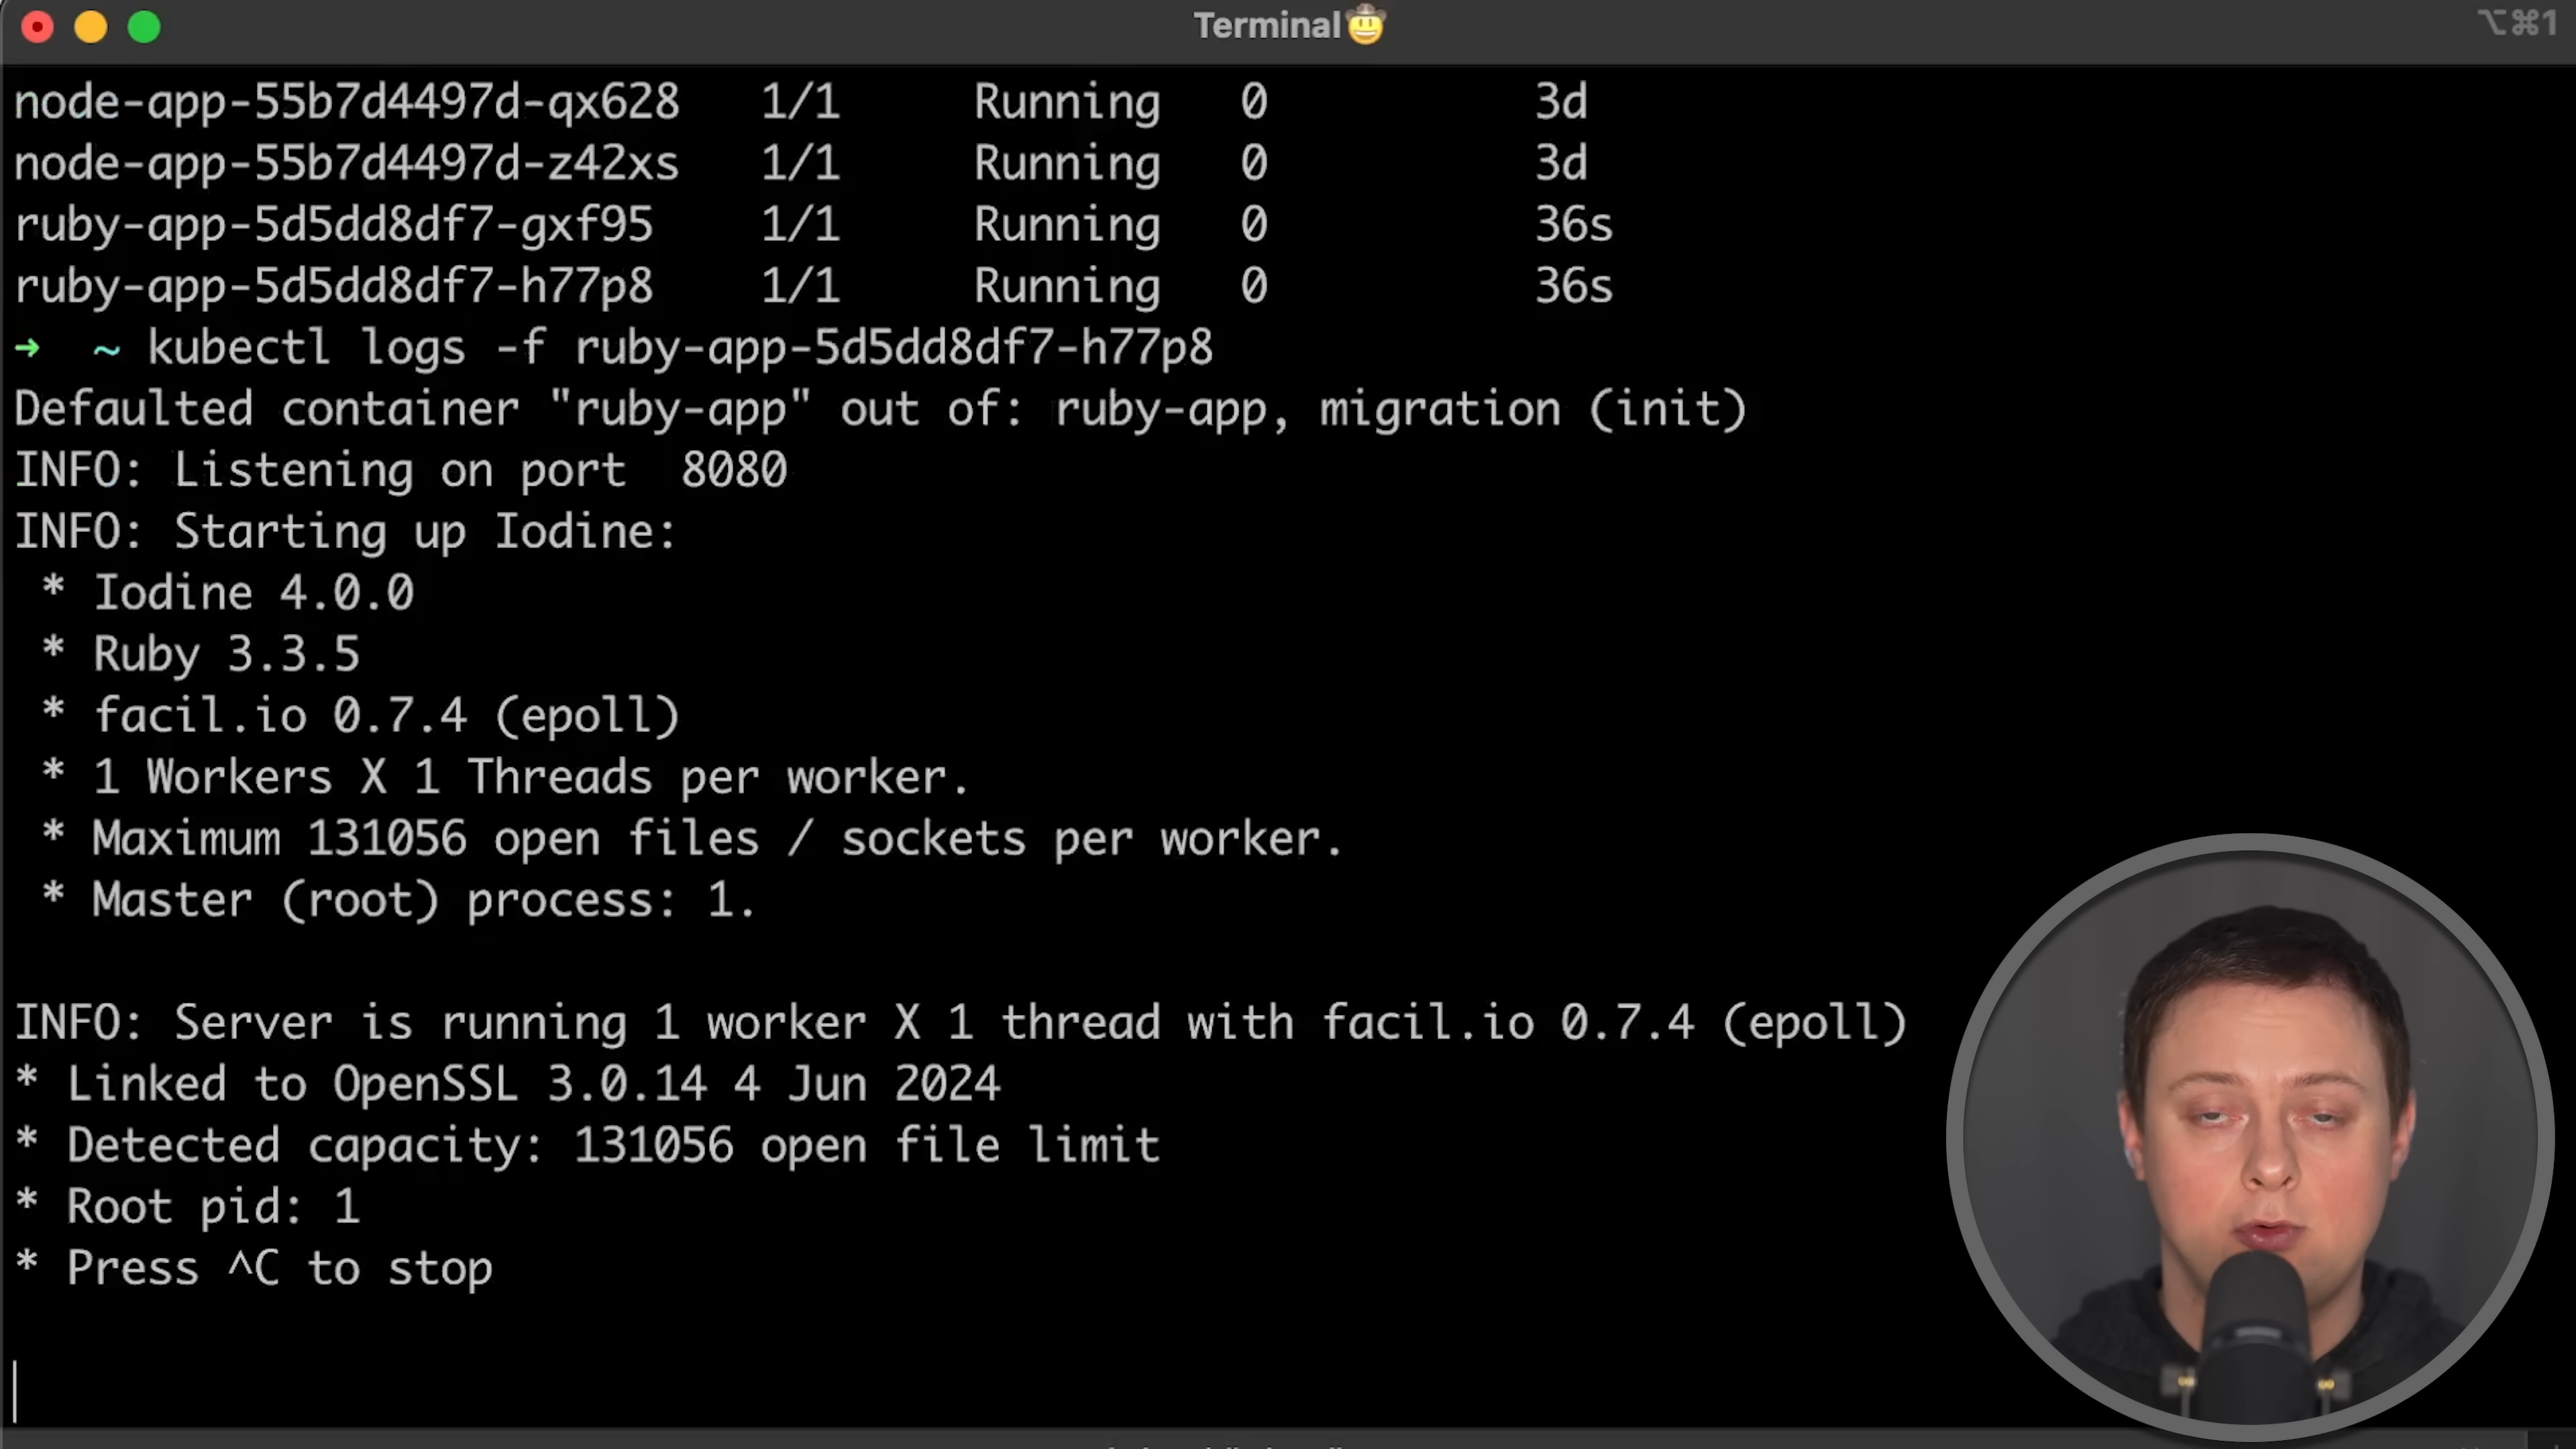 Terminal🤠
⌥⌘1
node-app-55b7d4497d-qx628   1/1     Running   0          3d
node-app-55b7d4497d-z42xs   1/1     Running   0          3d
ruby-app-5d5dd8df7-gxf95    1/1     Running   0          36s
ruby-app-5d5dd8df7-h77p8    1/1     Running   0          36s
➜  ~ kubectl logs -f ruby-app-5d5dd8df7-h77p8
Defaulted container "ruby-app" out of: ruby-app, migration (init)
INFO: Listening on port  8080
INFO: Starting up Iodine:
 * Iodine 4.0.0
 * Ruby 3.3.5
 * facil.io 0.7.4 (epoll)
 * 1 Workers X 1 Threads per worker.
 * Maximum 131056 open files / sockets per worker.
 * Master (root) process: 1.
INFO: Server is running 1 worker X 1 thread with facil.io 0.7.4 (epoll)
* Linked to OpenSSL 3.0.14 4 Jun 2024
* Detected capacity: 131056 open file limit
* Root pid: 1
* Press ^C to stop